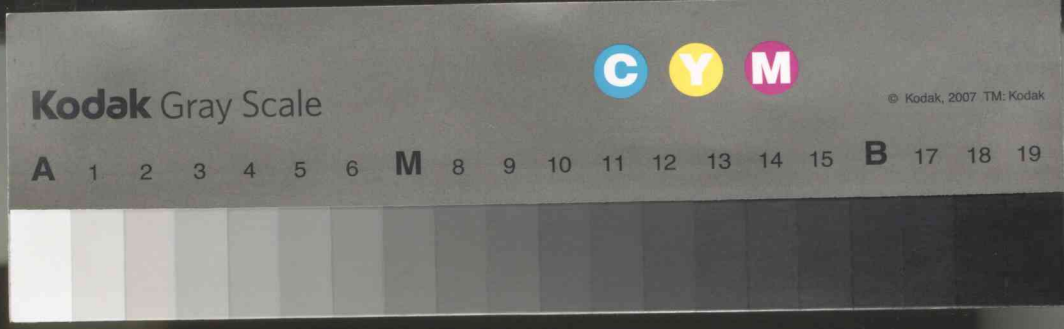 C Y M
Kodak Gray Scale
© Kodak, 2007 TM: Kodak
A 1 2 3 4 5 6 M 8 9 10 11 12 13 14 15 B 17 18 19